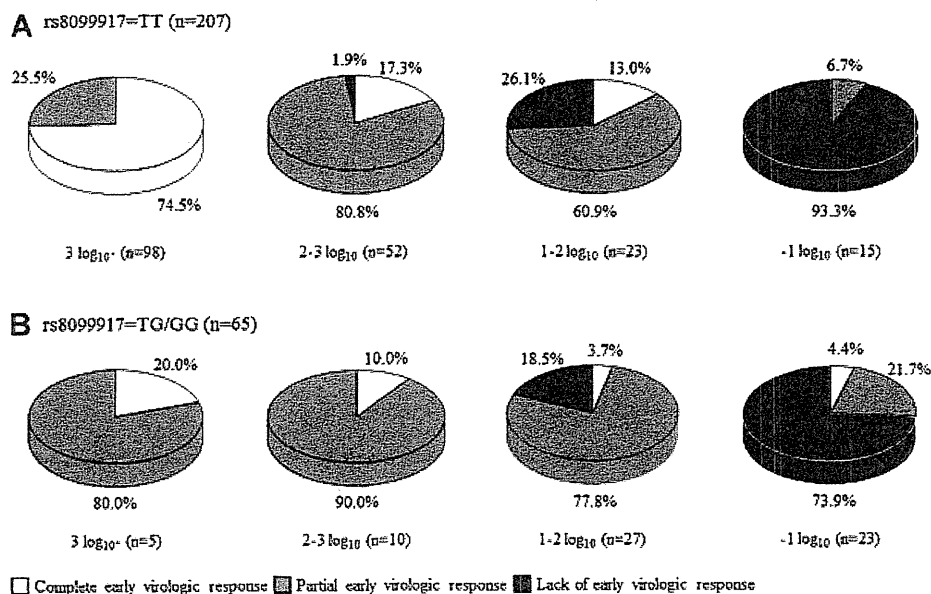 A rs8099917=TT (n=207)
25.5%
74.5%
3 log10- (n=98)
1.9%
17.3%
80.8%
2-3 log10 (n=52)
26.1%
13.0%
60.9%
1-2 log10 (n=23)
6.7%
93.3%
-1 log10 (n=15)
B rs8099917=TG/GG (n=65)
20.0%
80.0%
3 log10- (n=5)
10.0%
90.0%
2-3 log10 (n=10)
18.5%
3.7%
77.8%
1-2 log10 (n=27)
4.4%
21.7%
73.9%
-1 log10 (n=23)
Complete early virologic response Partial early virologic response Lack of early virologic response